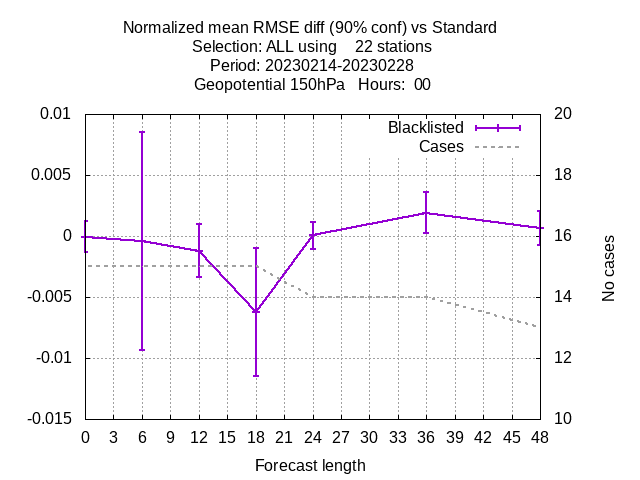 Normalized mean RMSE diff (90% conf) vs Standard
Selection: ALL using    22 stations
Period: 20230214-20230228
Geopotential 150hPa   Hours:  00
0.01
0.005
0
-0.005
-0.01
-0.015
20
18
16
14
12
10
Blacklisted
Cases
No cases
0 3 6 9 12 15 18 21 24 27 30 33 36 39 42 45 48
Forecast length